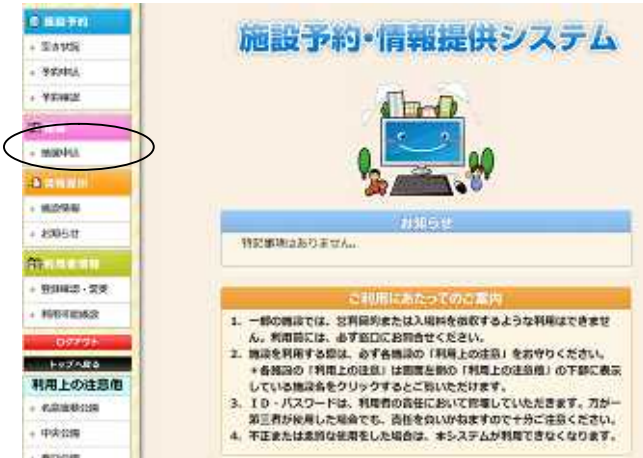 施設予約
空き状況
予約申込
予約確認
抽選申込
施設情報
お知らせ
登録確認・変更
利用可能施設
ログアウト
トップへ戻る
利用上の注意他
中央公園
施設予約・情報提供システム
お知らせ
特記事項はありません。
ご利用にあたってのご案内
1. 一部の施設では、営利目的または入場料を徴収するような利用はできませ
ん。利用前には、必ず窓口にお問合せください。
2. 施設を利用する際は、必ず各施設の「利用上の注意」をお守りください。
＊各施設の「利用上の注意」は画面左側の「利用上の注意他」の下部に表示
している施設名をクリックするとご覧いただけます。
3. ＩＤ・パスワードは、利用者の責任において管理していただきます。万が一
第三者が使用した場合でも、責任を負いかねますので十分ご注意ください。
4. 不正または悪質な使用をした場合は、本システムが利用できなくなります。